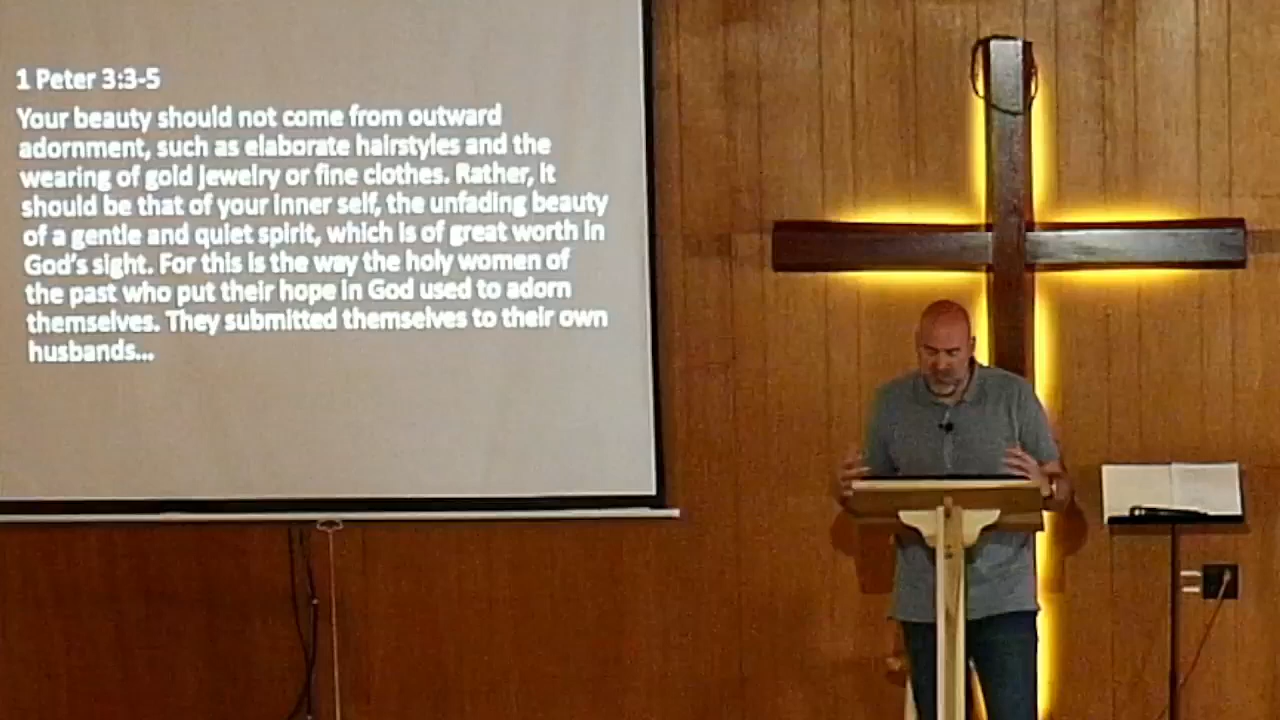 1 Peter 3:3-5
Your beauty should not come from outward
adornment, such as elaborate hairstyles and the
wearing of gold jewelry or fine clothes. Rather, it
should be that of your inner self, the unfading beauty
of a gentle and quiet spirit, which is of great worth in
God's sight. For this is the way the holy women of
the past who put their hope in God used to adorn
themselves. They submitted themselves to their own
husbands...